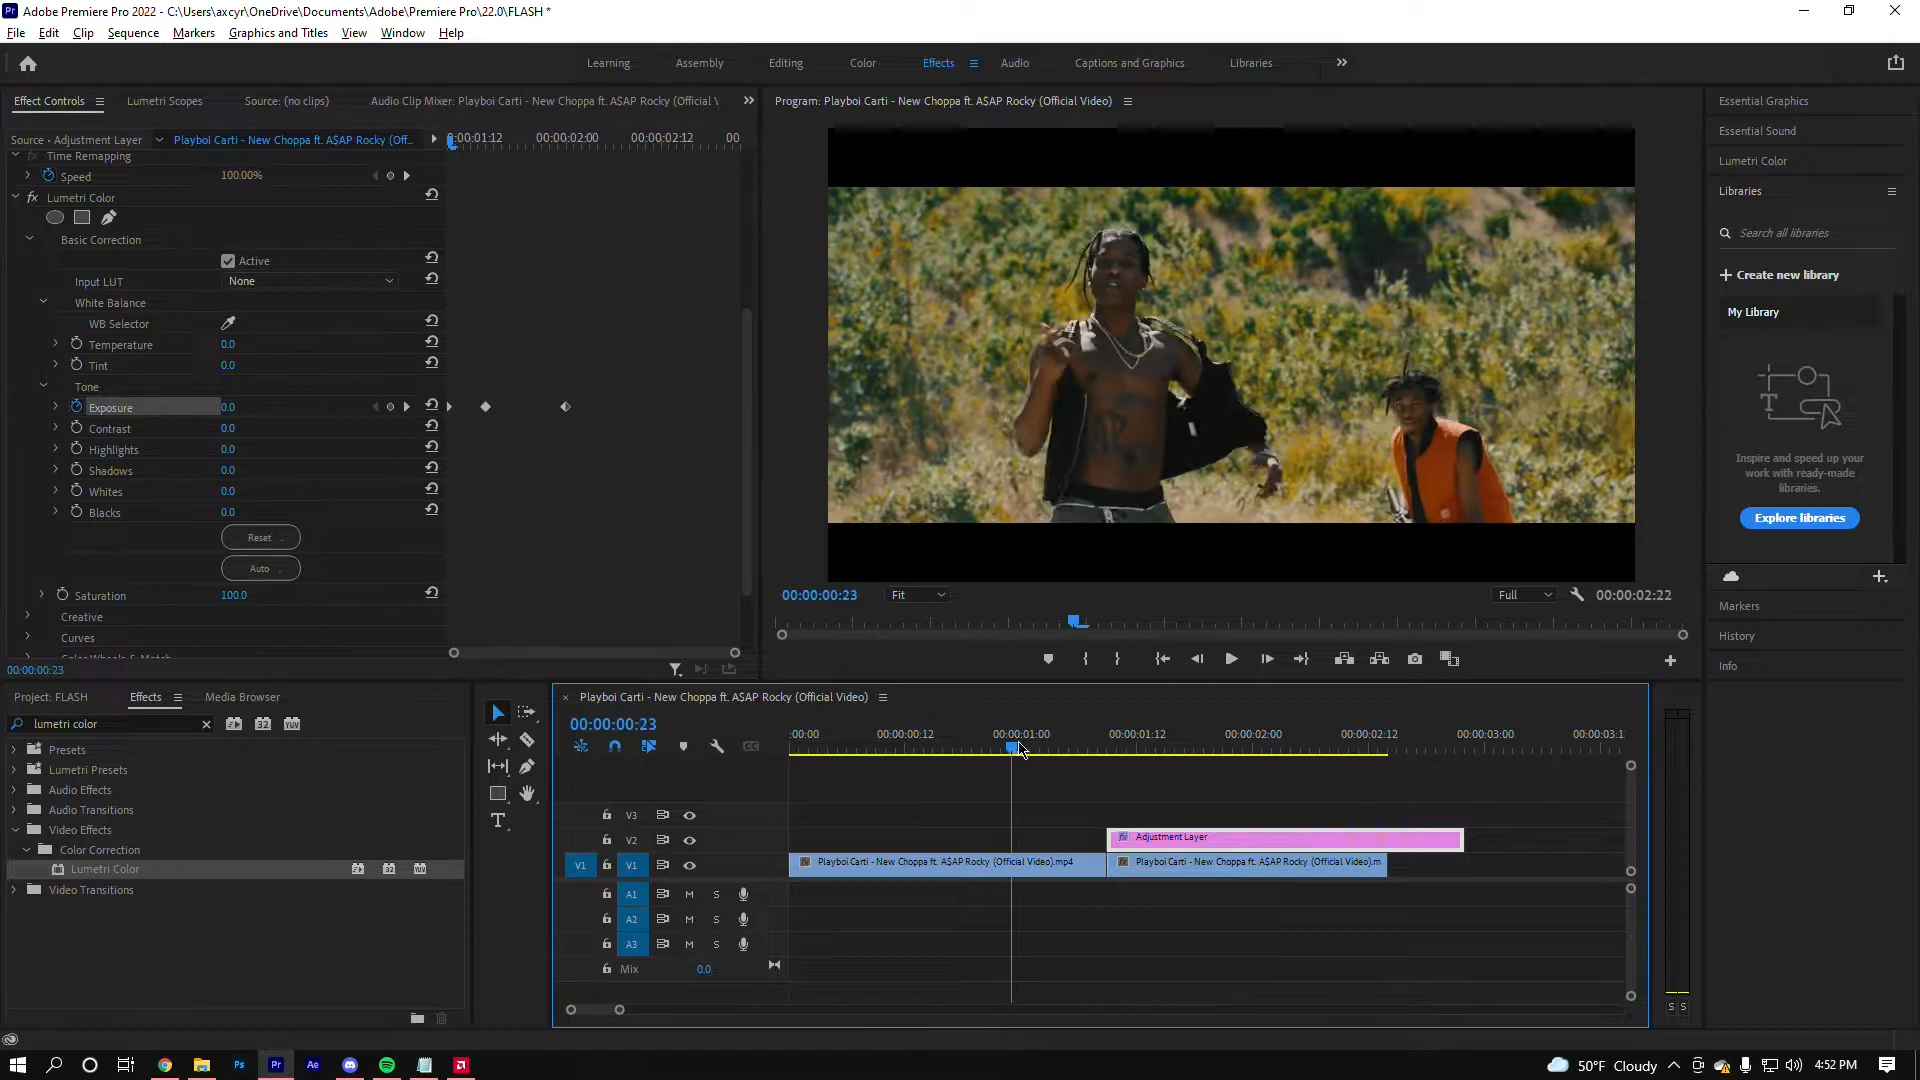 Adobe Premiere Pro 2022 - C:\Users\axcyr\OneDrive\Documents\Adobe\Premiere Pro\22.0\FLASH *
File Edit Clip Sequence Markers Graphics and Titles View Window Help
Learning Assembly Editing Color Effects Audio Captions and Graphics Libraries
Effect Controls Lumetri Scopes Source: (no clips) Audio Clip Mixer: Playboi Carti - New Choppa ft. A$AP Rocky (Official V
Program: Playboi Carti - New Choppa ft. A$AP Rocky (Official Video)
Essential Graphics
Essential Sound
Lumetri Color
Libraries
Search all libraries
Create new library
My Library
Inspire and speed up your
work with ready-made
libraries.
Explore libraries
Markers
History
Info
Source - Adjustment Layer Playboi Carti - New Choppa ft. A$AP Rocky (Off... 0:00:01:12 00:00:02:00 00:00:02:12 00
Time Remapping
Speed 100.00%
Lumetri Color
Basic Correction
Active
Input LUT None
White Balance
WB Selector
Temperature 0.0
Tint 0.0
Tone
Exposure 0.0
Contrast 0.0
Highlights 0.0
Shadows 0.0
Whites 0.0
Blacks 0.0
Reset
Auto
Saturation 100.0
Creative
Curves
00:00:00:23
00:00:00:23 Fit Full 00:00:02:22
Project: FLASH Effects Media Browser
lumetri color
Presets
Lumetri Presets
Audio Effects
Audio Transitions
Video Effects
Color Correction
Lumetri Color
Video Transitions
Playboi Carti - New Choppa ft. A$AP Rocky (Official Video)
00:00:00:23
:00:00 00:00:00:12 00:00:01:00 00:00:01:12 00:00:02:00 00:00:02:12 00:00:03:00 00:00:03:1
V3
V2 Adjustment Layer
V1 V1 Playboi Carti - New Choppa ft. A$AP Rocky (Official Video).mp4 Playboi Carti - New Choppa ft. A$AP Rocky (Official Video).m
A1 M S
A2 M S
A3 M S
Mix 0.0
S S
50°F Cloudy 4:52 PM